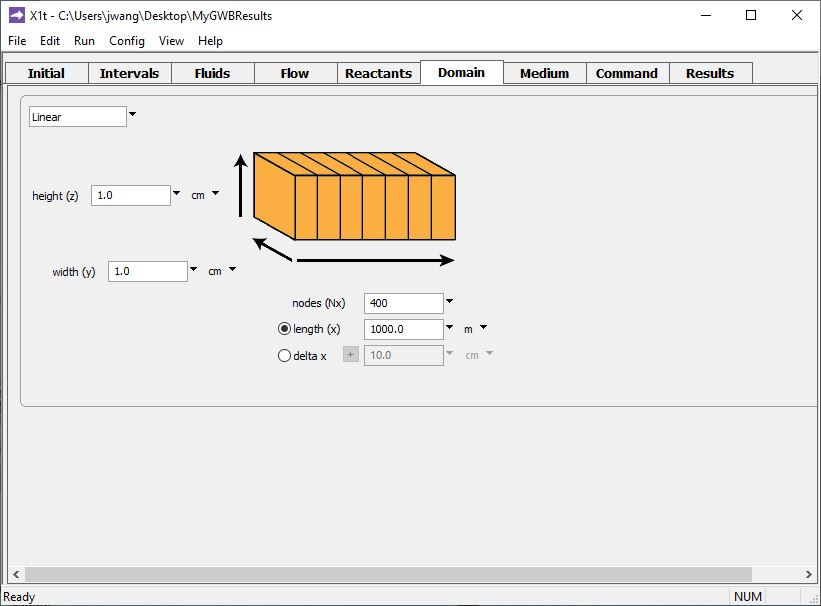 X1t - C:\Users\jwang\Desktop\MyGWBResults
File Edit Run Config View Help
Initial Intervals Fluids Flow Reactants Domain Medium Command Results
Linear
height (z) 1.0 cm
width (y) 1.0 cm
nodes (Nx) 400
length (x) 1000.0 m
delta x + 10.0 cm
Ready NUM